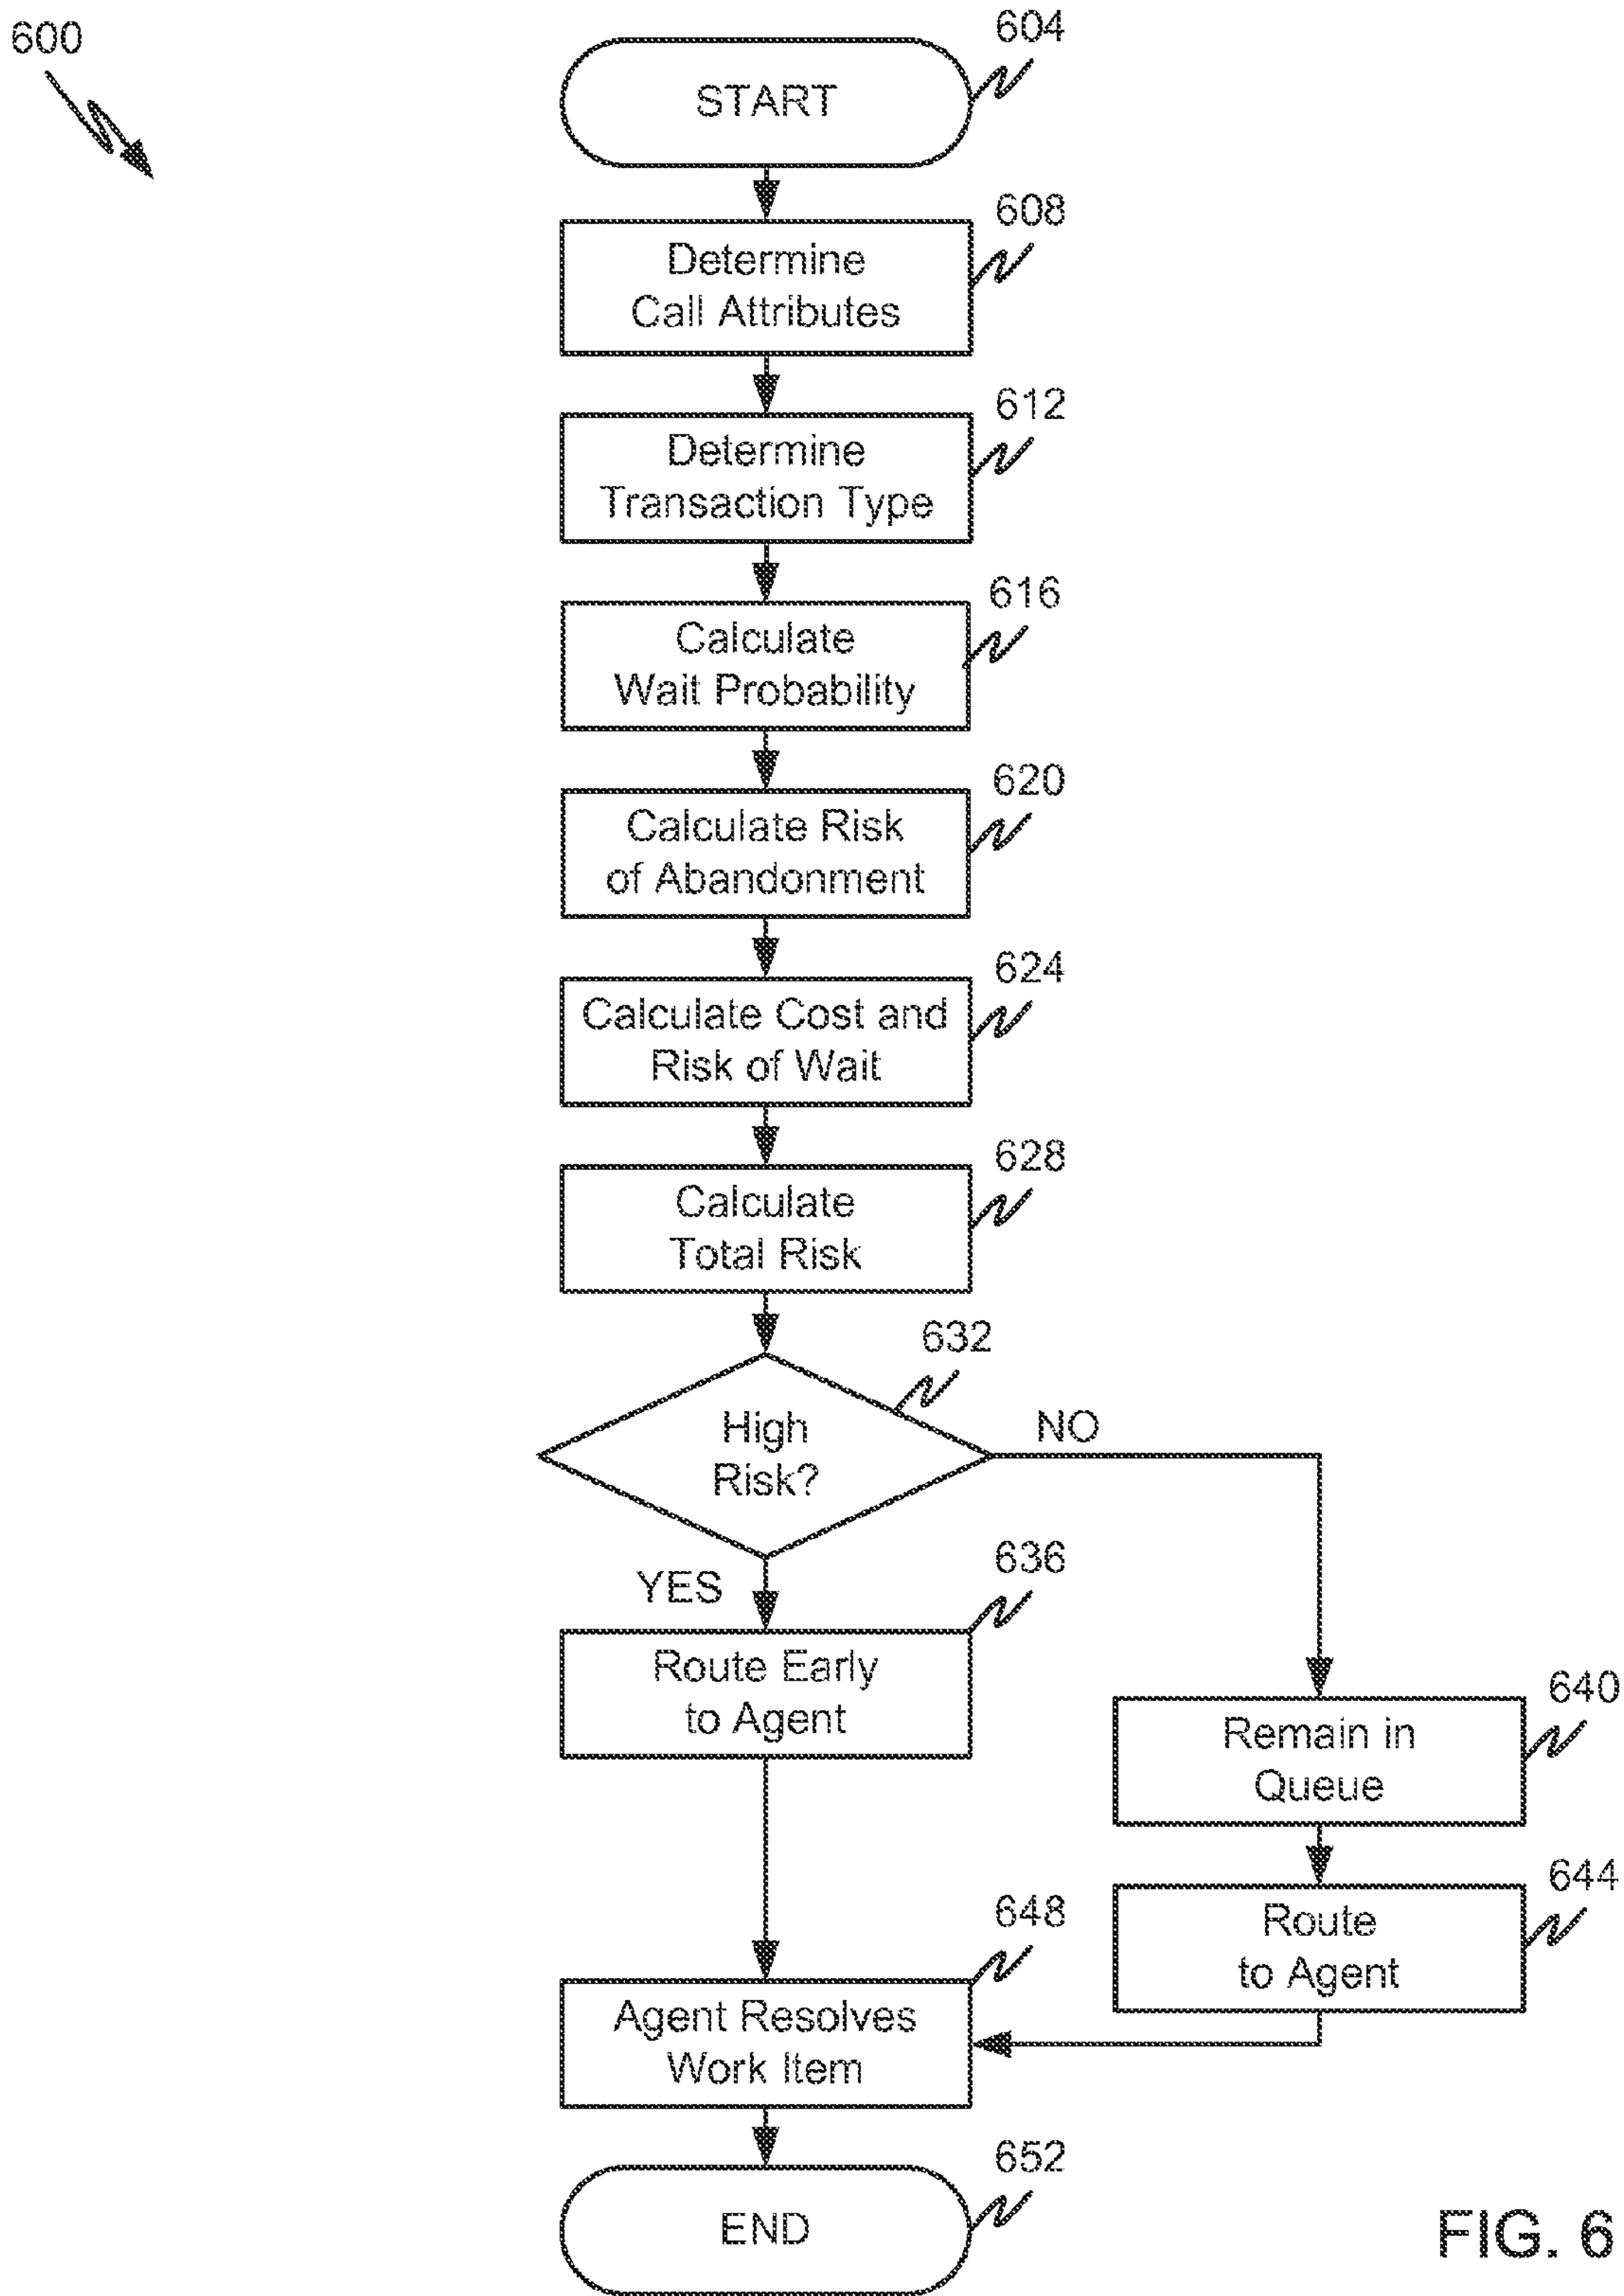 600
604
START
608
Determine
Call Attributes
612
Determine
Transaction Type
616
Calculate
Wait Probability
620
Calculate Risk
of Abandonment
624
Calculate Cost and
Risk of Wait
628
Calculate
Total Risk
632
High
Risk?
NO
YES
636
Route Early
to Agent
640
Remain in
Queue
644
Route
to Agent
648
Agent Resolves
Work Item
652
END
FIG. 6